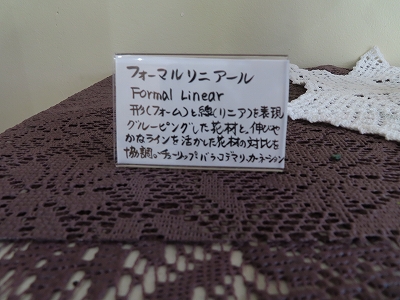 フォーマルリニアール
Formal Linear
形(フォーム)と線(リニア)を表現
グルーピングした花材と、伸びや
かなラインを活かした花材の対比を
協調。チューリップ・バラ・コデマリ・カーネーション